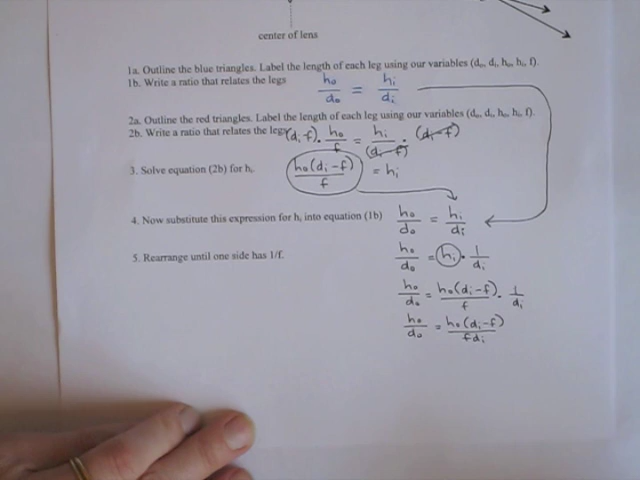 center of lens
1a. Outline the blue triangles. Label the length of each leg using our variables (dₒ, dᵢ, hₒ, hᵢ, f).
1b. Write a ratio that relates the legs hₒ/dₒ = hᵢ/dᵢ
2a. Outline the red triangles. Label the length of each leg using our variables (dₒ, dᵢ, hₒ, hᵢ, f).
2b. Write a ratio that relates the legs (dᵢ-f) · hₒ/f = hᵢ/(dᵢ-f) · (dᵢ-f)
3. Solve equation (2b) for hᵢ. hₒ(dᵢ-f)/f = hᵢ
4. Now substitute this expression for hᵢ into equation (1b) hₒ/dₒ = hᵢ/dᵢ
5. Rearrange until one side has 1/f. hₒ/dₒ = hᵢ · 1/dᵢ
hₒ/dₒ = hₒ(dᵢ-f)/f · 1/dᵢ
hₒ/dₒ = hₒ(dᵢ-f)/fdᵢ